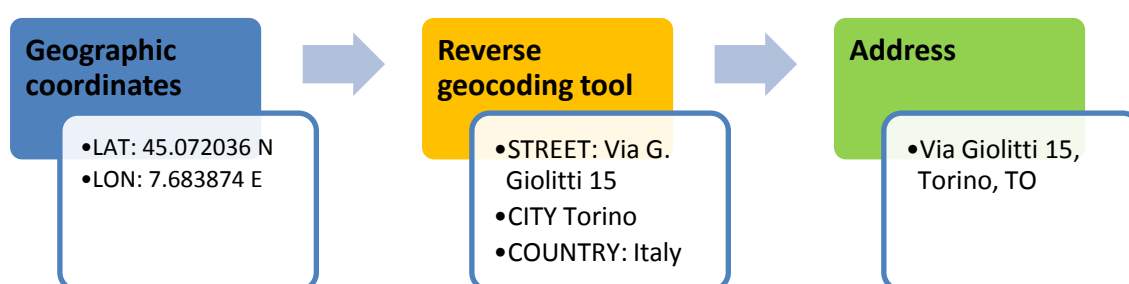 Geographic
coordinates
•LAT: 45.072036 N
•LON: 7.683874 E
Reverse
geocoding tool
•STREET: Via G.
Giolitti 15
•CITY Torino
•COUNTRY: Italy
Address
•Via Giolitti 15,
Torino, TO